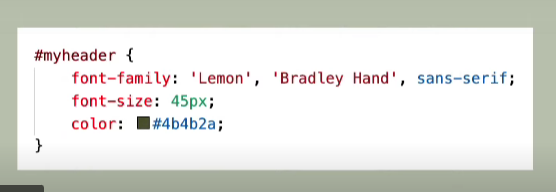 #myheader {
font-family: 'Lemon', 'Bradley Hand', sans-serif;
font-size: 45px;
color: #4b4b2a;
}